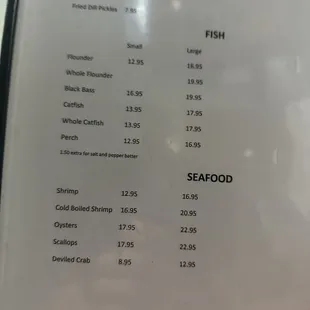 Fried Dill Pickles 7.95
FISH
Small Large
Flounder 12.95 18.95
Whole Flounder 19.95
Black Bass 16.95 19.95
Catfish 13.95 17.95
Whole Catfish 13.95 17.95
Perch 12.95 16.95
1.50 extra for salt and pepper batter
SEAFOOD
Shrimp 12.95 16.95
Cold Boiled Shrimp 16.95 20.95
Oysters 17.95 22.95
Scallops 17.95 22.95
Deviled Crab 8.95 12.95